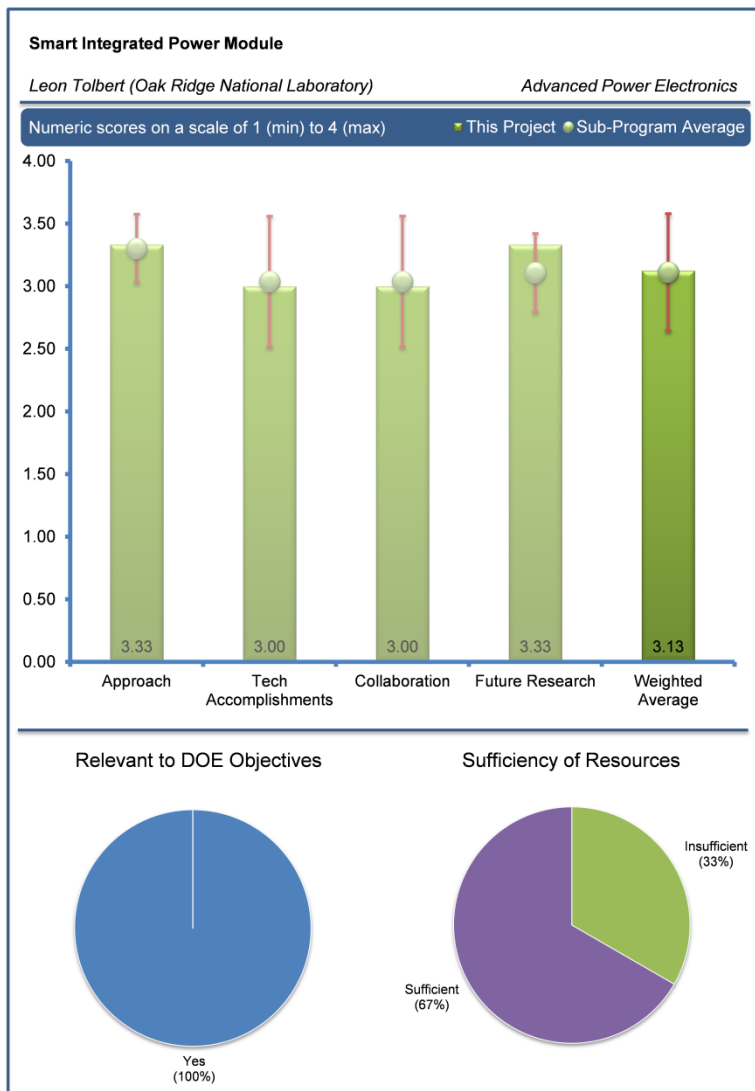 Smart Integrated Power Module
Leon Tolbert (Oak Ridge National Laboratory) Advanced Power Electronics
Numeric scores on a scale of 1 (min) to 4 (max) This Project Sub-Program Average
4.00
3.50
3.00
2.50
2.00
1.50
1.00
0.50
0.00
3.33 3.00 3.00 3.33 3.13
Approach Tech Accomplishments Collaboration Future Research Weighted Average
Relevant to DOE Objectives
Yes
(100%)
Sufficiency of Resources
Insufficient
(33%)
Sufficient
(67%)